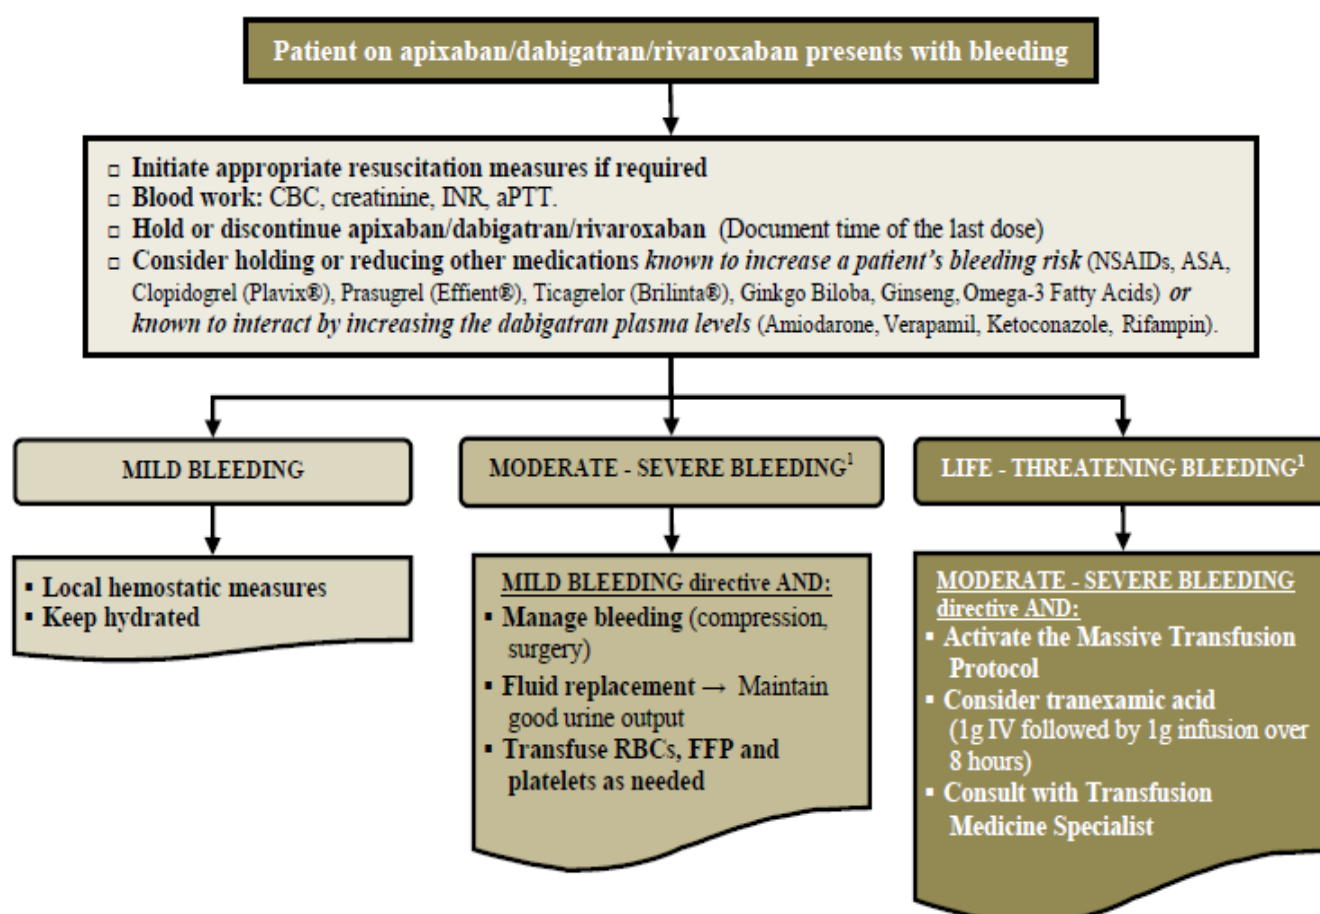 Patient on apixaban/dabigatran/rivaroxaban presents with bleeding
□ Initiate appropriate resuscitation measures if required
□ Blood work: CBC, creatinine, INR, aPTT.
□ Hold or discontinue apixaban/dabigatran/rivaroxaban (Document time of the last dose)
□ Consider holding or reducing other medications known to increase a patient's bleeding risk (NSAIDs, ASA,
Clopidogrel (Plavix®), Prasugrel (Effient®), Ticagrelor (Brilinta®), Ginkgo Biloba, Ginseng, Omega-3 Fatty Acids) or
known to interact by increasing the dabigatran plasma levels (Amiodarone, Verapamil, Ketoconazole, Rifampin).
MILD BLEEDING
▪ Local hemostatic measures
▪ Keep hydrated
MODERATE - SEVERE BLEEDING¹
MILD BLEEDING directive AND:
▪ Manage bleeding (compression,
surgery)
▪ Fluid replacement → Maintain
good urine output
▪ Transfuse RBCs, FFP and
platelets as needed
LIFE - THREATENING BLEEDING¹
MODERATE - SEVERE BLEEDING
directive AND:
▪ Activate the Massive Transfusion
Protocol
▪ Consider tranexamic acid
(1g IV followed by 1g infusion over
8 hours)
▪ Consult with Transfusion
Medicine Specialist